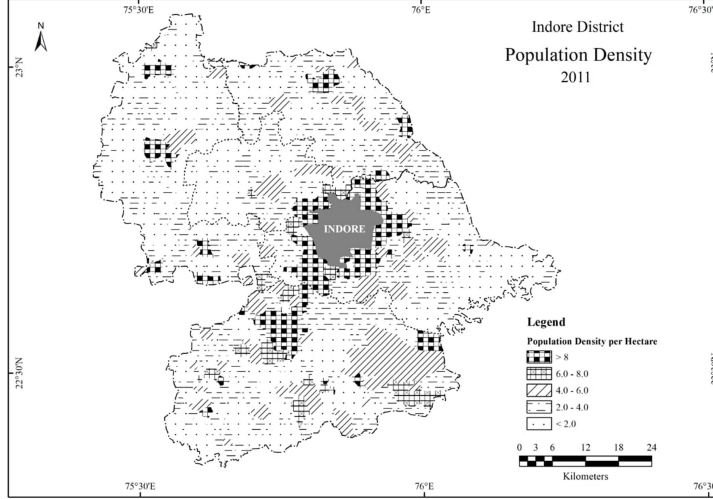 75°30'E
76°E
76°30'
N
Indore District
Population Density
2011
23°N
INDORE
Legend
Population Density per Hectare
> 8
6.0 - 8.0
4.0 - 6.0
2.0 - 4.0
< 2.0
22°30'N
0 3 6 12 18 24
Kilometers
75°30'E
76°E